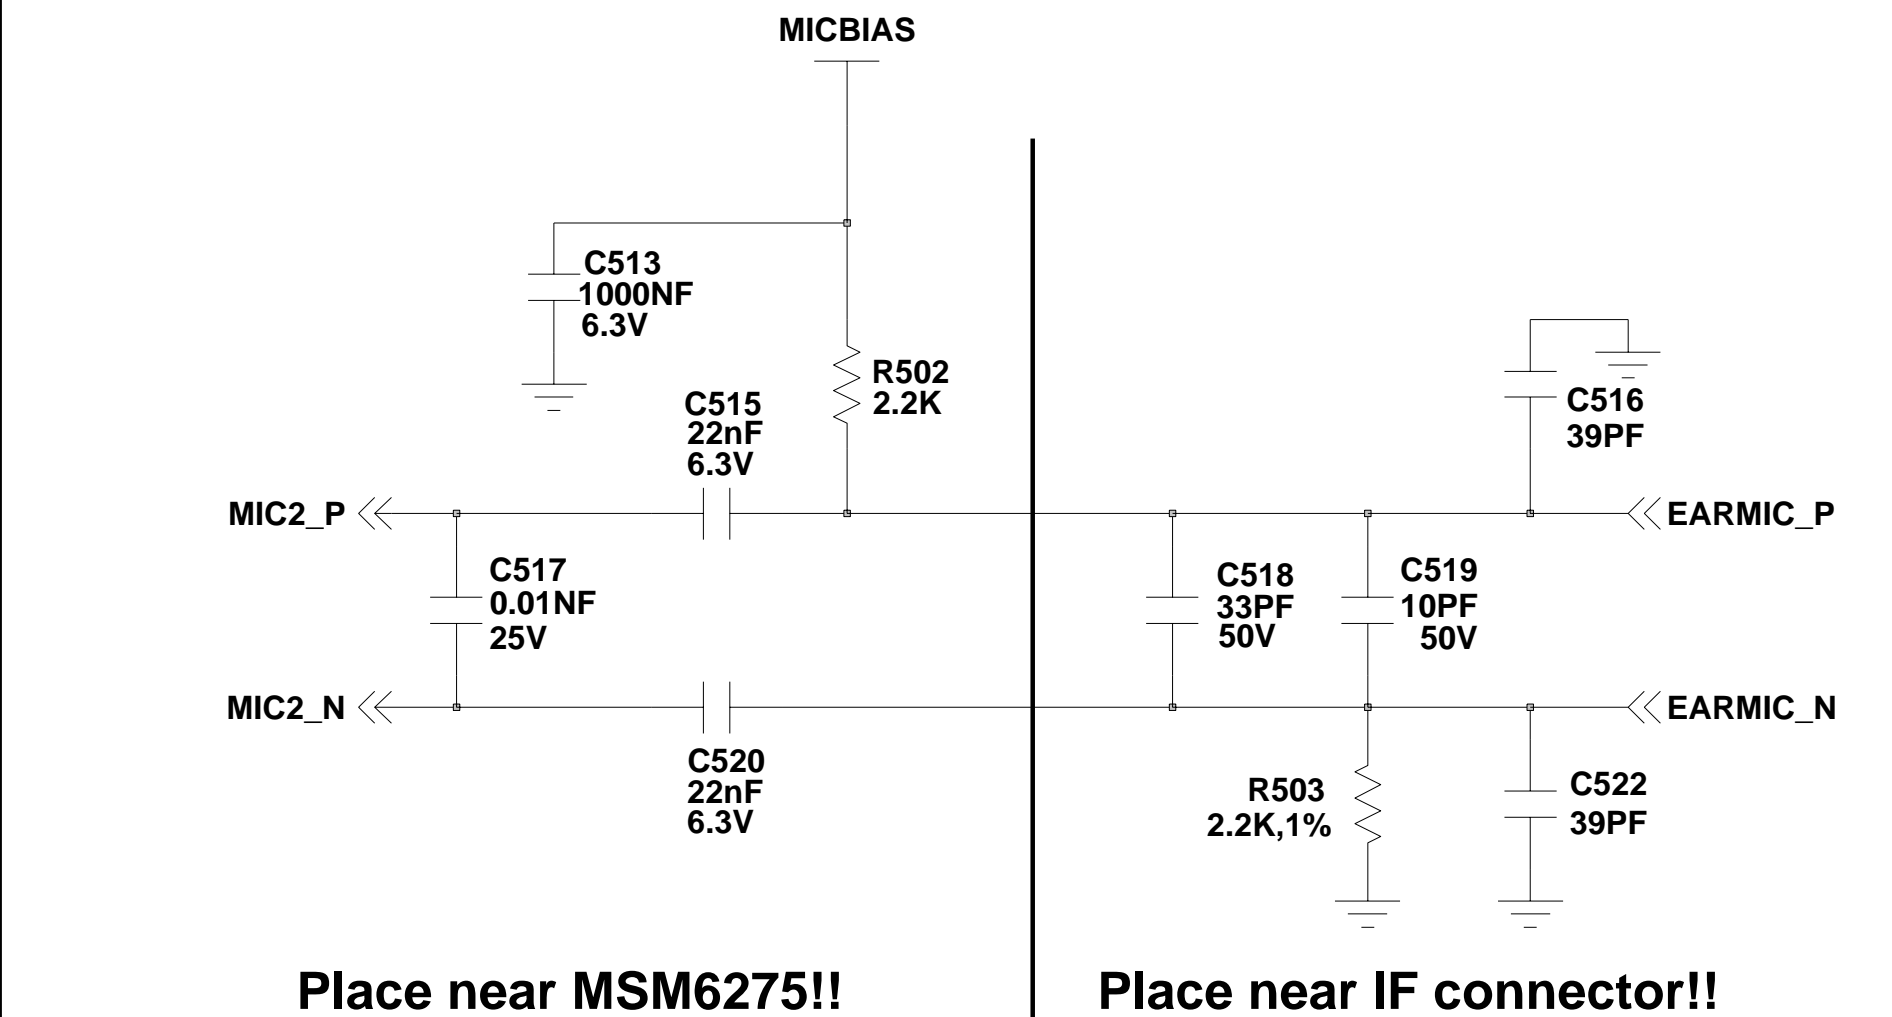 MICBIAS
C513
1000NF
6.3V
R502
2.2K
C515
22nF
6.3V
C516
39PF
MIC2_P
EARMIC_P
C517
0.01NF
25V
C518
33PF
50V
C519
10PF
50V
MIC2_N
EARMIC_N
C520
22nF
6.3V
R503
2.2K,1%
C522
39PF
Place near MSM6275!!
Place near IF connector!!